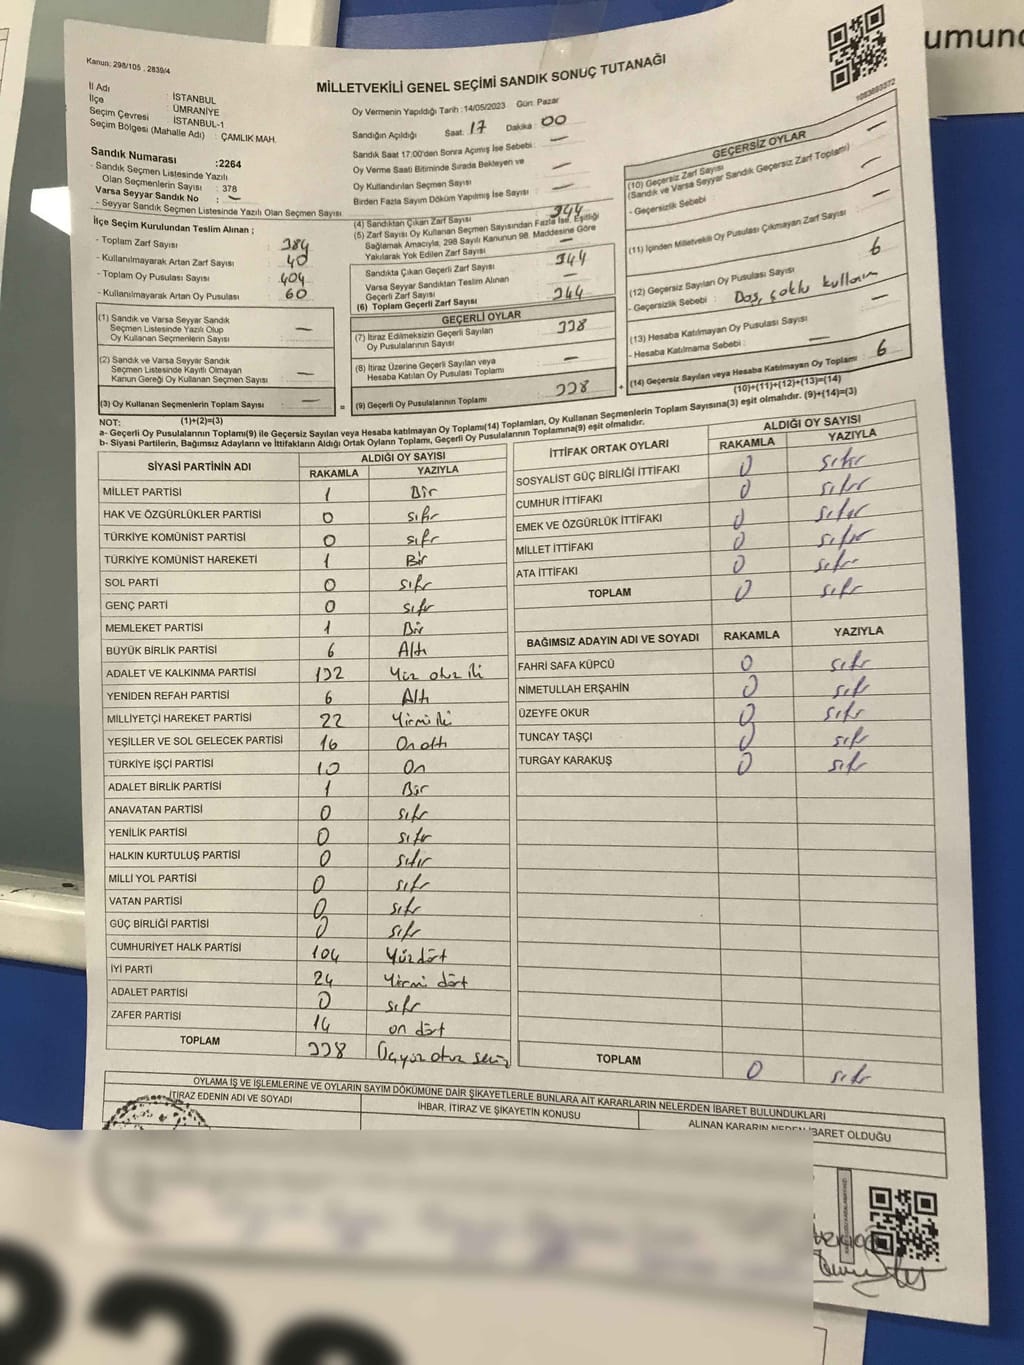 umund
Kanun: 298/105 , 2839/4
MİLLETVEKİLİ GENEL SEÇİMİ SANDIK SONUÇ TUTANAĞI
1083693372
İl Adı : İSTANBUL
İlçe : ÜMRANİYE
Seçim Çevresi : İSTANBUL-1
Seçim Bölgesi (Mahalle Adı) : ÇAMLIK MAH.
Sandık Numarası :2264
- Sandık Seçmen Listesinde Yazılı
Olan Seçmenlerin Sayısı : 378
Varsa Seyyar Sandık No : —
- Seyyar Sandık Seçmen Listesinde Yazılı Olan Seçmen Sayısı
İlçe Seçim Kurulundan Teslim Alınan ;
- Toplam Zarf Sayısı : 384
- Kullanılmayarak Artan Zarf Sayısı : 40
- Toplam Oy Pusulası Sayısı : 404
- Kullanılmayarak Artan Oy Pusulası : 60
(1) Sandık ve Varsa Seyyar Sandık
Seçmen Listesinde Yazılı Olup
Oy Kullanan Seçmenlerin Sayısı : —
(2) Sandık ve Varsa Seyyar Sandık
Seçmen Listesinde Kayıtlı Olmayan
Kanun Gereği Oy Kullanan Seçmen Sayısı : —
(3) Oy Kullanan Seçmenlerin Toplam Sayısı : —
(1)+(2)=(3)
Oy Vermenin Yapıldığı Tarih : 14/05/2023 Gün: Pazar
Sandığın Açıldığı Saat: 17 Dakika : 00
Sandık Saat 17:00'den Sonra Açılmış İse Sebebi : —
Oy Verme Saati Bitiminde Sırada Bekleyen ve
Oy Kullandırılan Seçmen Sayısı : —
Birden Fazla Sayım Döküm Yapılmış İse Sayısı : —
(4) Sandıktan Çıkan Zarf Sayısı : 344
(5) Zarf Sayısı Oy Kullanan Seçmen Sayısından Fazla İse, Eşitliği
Sağlamak Amacıyla, 298 Sayılı Kanunun 98. Maddesine Göre
Yakılarak Yok Edilen Zarf Sayısı : —
Sandıkta Çıkan Geçerli Zarf Sayısı : 344
Varsa Seyyar Sandıktan Teslim Alınan
Geçerli Zarf Sayısı : —
(6) Toplam Geçerli Zarf Sayısı : 344
GEÇERLİ OYLAR
(7) İtiraz Edilmeksizin Geçerli Sayılan
Oy Pusulalarının Sayısı : 338
(8) İtiraz Üzerine Geçerli Sayılan veya
Hesaba Katılan Oy Pusulası Toplamı : —
(9) Geçerli Oy Pusulalarının Toplamı : 338
GEÇERSİZ OYLAR
(10) Geçersiz Zarf Sayısı
(Sandık ve Varsa Seyyar Sandık Geçersiz Zarf Toplamı) : —
- Geçersizlik Sebebi : —
(11) İçinden Milletvekili Oy Pusulası Çıkmayan Zarf Sayısı : —
(12) Geçersiz Sayılan Oy Pusulası Sayısı : 6
- Geçersizlik Sebebi : Boş, çoklu kullanım
(13) Hesaba Katılmayan Oy Pusulası Sayısı : —
- Hesaba Katılmama Sebebi : —
(14) Geçersiz Sayılan veya Hesaba Katılmayan Oy Toplamı : 6
(10)+(11)+(12)+(13)=(14)
NOT:
a- Geçerli Oy Pusulalarının Toplamı(9) ile Geçersiz Sayılan veya Hesaba katılmayan Oy Toplamı(14) Toplamları, Oy Kullanan Seçmenlerin Toplam Sayısına(3) eşit olmalıdır. (9)+(14)=(3)
b- Siyasi Partilerin, Bağımsız Adayların ve İttifakların Aldığı Ortak Oyların Toplamı, Geçerli Oy Pusulalarının Toplamına(9) eşit olmalıdır.
SİYASİ PARTİNİN ADI ALDIĞI OY SAYISI
RAKAMLA YAZIYLA
MİLLET PARTİSİ 1 Bir
HAK VE ÖZGÜRLÜKLER PARTİSİ 0 sıfır
TÜRKİYE KOMÜNİST PARTİSİ 0 sıfır
TÜRKİYE KOMÜNİST HAREKETİ 1 Bir
SOL PARTİ 0 sıfır
GENÇ PARTİ 0 sıfır
MEMLEKET PARTİSİ 1 Bir
BÜYÜK BİRLİK PARTİSİ 6 Altı
ADALET VE KALKINMA PARTİSİ 132 Yüz otuz iki
YENİDEN REFAH PARTİSİ 6 Altı
MİLLİYETÇİ HAREKET PARTİSİ 22 Yirmi iki
YEŞİLLER VE SOL GELECEK PARTİSİ 16 On altı
TÜRKİYE İŞÇİ PARTİSİ 10 On
ADALET BİRLİK PARTİSİ 1 Bir
ANAVATAN PARTİSİ 0 sıfır
YENİLİK PARTİSİ 0 sıfır
HALKIN KURTULUŞ PARTİSİ 0 sıfır
MİLLİ YOL PARTİSİ 0 sıfır
VATAN PARTİSİ 0 sıfır
GÜÇ BİRLİĞİ PARTİSİ 0 sıfır
CUMHURİYET HALK PARTİSİ 104 Yüzdört
İYİ PARTİ 24 Yirmi dört
ADALET PARTİSİ 0 sıfır
ZAFER PARTİSİ 14 on dört
TOPLAM 338 Üçyüz otuz sekiz
İTTİFAK ORTAK OYLARI ALDIĞI OY SAYISI
RAKAMLA YAZIYLA
SOSYALİST GÜÇ BİRLİĞİ İTTİFAKI 0 sıfır
CUMHUR İTTİFAKI 0 sıfır
EMEK VE ÖZGÜRLÜK İTTİFAKI 0 sıfır
MİLLET İTTİFAKI 0 sıfır
ATA İTTİFAKI 0 sıfır
TOPLAM 0 sıfır
BAĞIMSIZ ADAYIN ADI VE SOYADI RAKAMLA YAZIYLA
FAHRİ SAFA KÜPCÜ 0 sıfır
NİMETULLAH ERŞAHİN 0 sıfır
ÜZEYFE OKUR 0 sıfır
TUNCAY TAŞÇI 0 sıfır
TURGAY KARAKUŞ 0 sıfır
TOPLAM 0 sıfır
OYLAMA İŞ VE İŞLEMLERİNE VE OYLARIN SAYIM DÖKÜMÜNE DAİR ŞİKAYETLERLE BUNLARA AİT KARARLARIN NELERDEN İBARET BULUNDUKLARI
İTİRAZ EDENİN ADI VE SOYADI İHBAR, İTİRAZ VE ŞİKAYETİN KONUSU ALINAN KARARIN NEDEN İBARET OLDUĞU